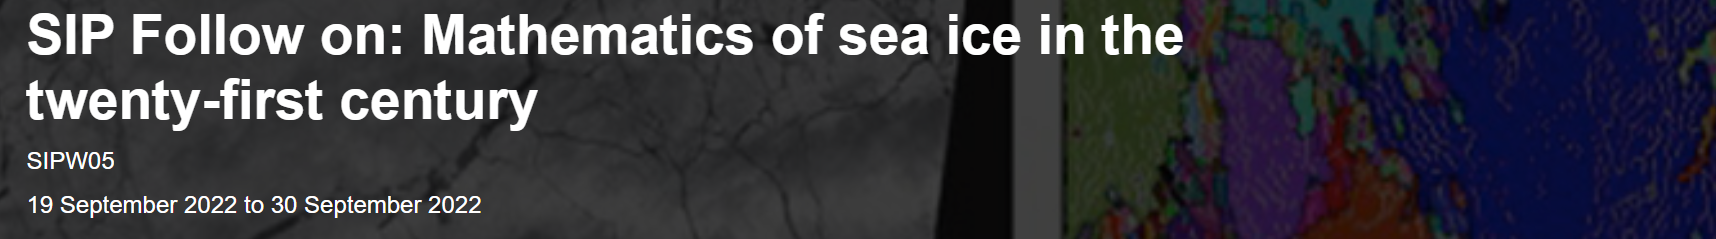 SIP Follow on: Mathematics of sea ice in the
twenty-first century
SIPW05
19 September 2022 to 30 September 2022